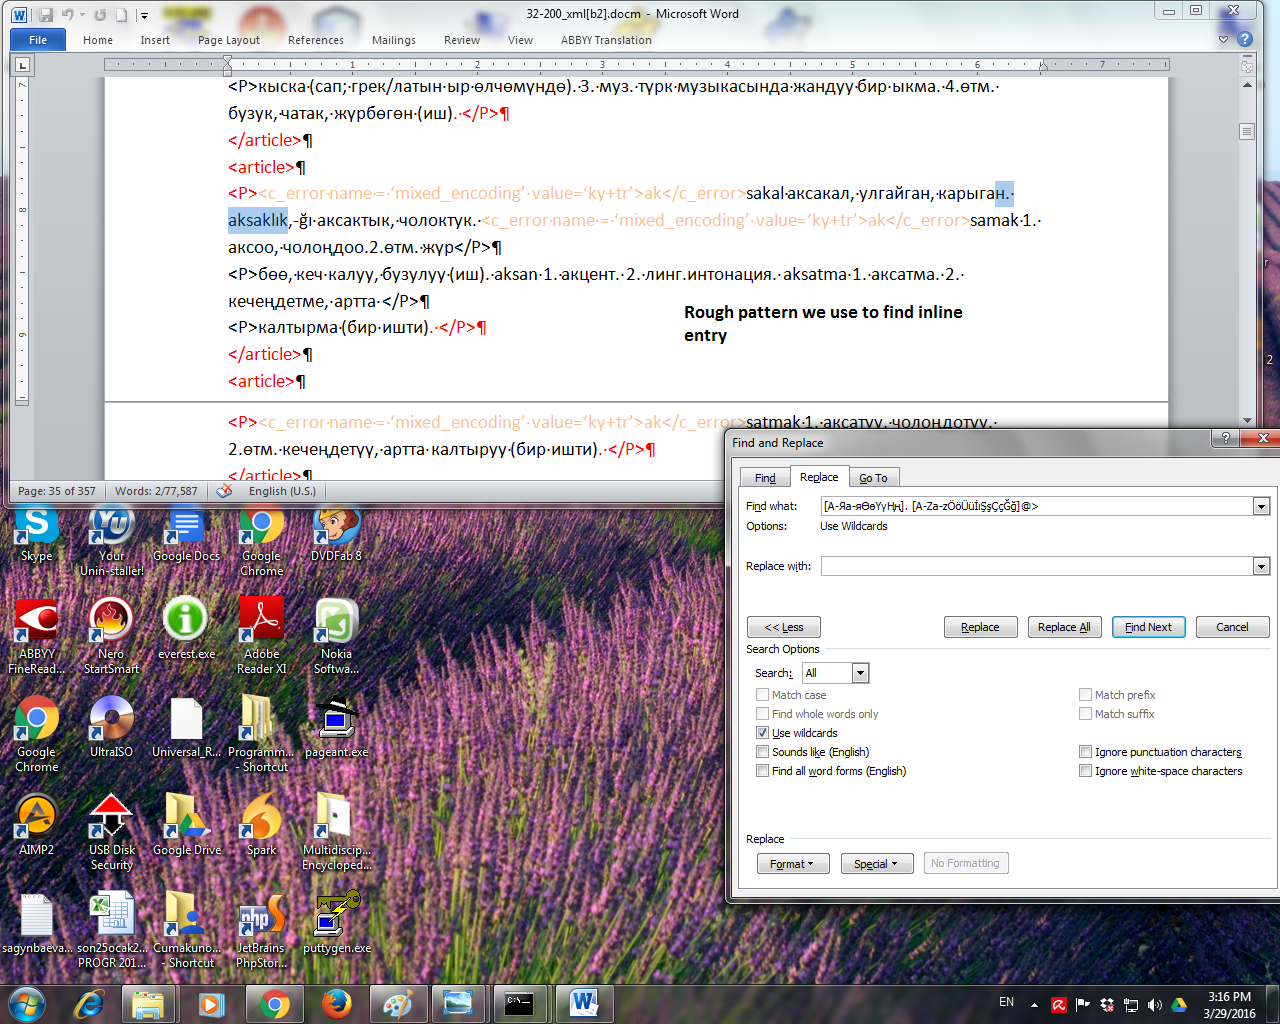 32-200_xml[b2].docm - Microsoft Word
File Home Insert Page Layout References Mailings Review View ABBYY Translation
1 2 3 4 5 6 7
<P>кыска·(сап;·грек/латын·ыр·өлчөмүндө).·3.·муз.·түрк·музыкасында·жандуу·бир·ыкма.·4.өтм.·
бузук,·чатак,·жүрбөгөн·(иш).·</P>¶
</article>¶
<article>¶
<P><c_error·name·=·‘mixed_encoding’·value=‘ky+tr’>ak</c_error>sakal·аксакал,·улгайган,·карыган.·
aksaklık,·-ğı·аксактык,·чолоктук.·<c_error·name·=·‘mixed_encoding’·value=‘ky+tr’>ak</c_error>samak·1.·
аксоо,·чолоңдоо.2.өтм.·жүр</P>¶
<P>бөө,·кеч·калуу,·бузулуу·(иш).·aksan·1.·акцент.·2.·линг.интонация.·aksatma·1.·аксатма.·2.·
кечеңдетме,·артта·</P>¶
Rough pattern we use to find inline
entry
<P>калтырма·(бир·ишти).·</P>¶
</article>¶
<article>¶
<P><c_error·name·=·‘mixed_encoding’·value=‘ky+tr’>ak</c_error>satmak·1.·аксатуу,·чолоңдотуу.·
2.өтм.·кечеңдетүү,·артта·калтыруу·(бир·ишти).·</P>¶
</article>¶
Page: 35 of 357 Words: 2/77,587 English (U.S.)
Find and Replace
Find Replace Go To
Find what: [А-Яа-яӨөҮүҢң]. [A-Za-zÖöÜüİıŞşÇçĞğ]@>
Options: Use Wildcards
Replace with:
<< Less Replace Replace All Find Next Cancel
Search Options
Search: All
Match case Match prefix
Find whole words only Match suffix
Use wildcards
Sounds like (English) Ignore punctuation characters
Find all word forms (English) Ignore white-space characters
Replace
Format Special No Formatting
Skype Your Unin-staller! Google Docs Google Chrome DVDFab 8
ABBYY FineRead... Nero StartSmart everest.exe Adobe Reader XI Nokia Softwa...
Google Chrome UltraISO Universal_R... Programm... - Shortcut pageant.exe
AIMP2 USB Disk Security Google Drive Spark Multidiscip... Encycloped...
sagynbaeva... son25ocak2... PROGR 201... Cumakuno... - Shortcut JetBrains PhpStor... puttygen.exe
EN 3:16 PM
3/29/2016